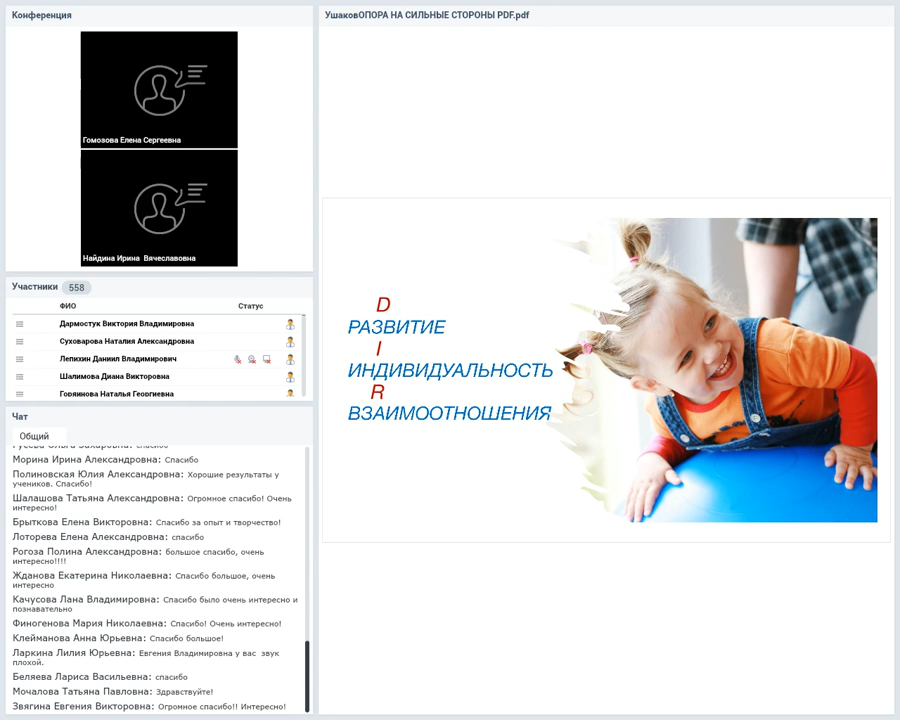 Конференция
Гомозова Елена Сергеевна
Найдина Ирина Вячеславовна
Участники 558
ФИО Статус
Дармостук Виктория Владимировна
Суховарова Наталия Александровна
Лепихин Даниил Владимирович
Шалимова Диана Викторовна
Горяинова Наталья Георгиевна
Чат
Общий
Гусева Ольга Захаровна: спасибо
Морина Ирина Александровна: Спасибо
Полиновская Юлия Александровна: Хорошие результаты у
учеников. Спасибо!
Шалашова Татьяна Александровна: Огромное спасибо! Очень
интересно!
Брыткова Елена Викторовна: Спасибо за опыт и творчество!
Лоторева Елена Александровна: спасибо
Рогоза Полина Александровна: большое спасибо, очень
интересно!!!!
Жданова Екатерина Николаевна: Спасибо большое, очень
интересно
Качусова Лана Владимировна: Спасибо было очень интересно и
познавательно
Финогенова Мария Николаевна: Спасибо! Очень интересно!
Клейманова Анна Юрьевна: Спасибо большое!
Ларкина Лилия Юрьевна: Евгения Владимировна у вас звук
плохой.
Беляева Лариса Васильевна: спасибо
Мочалова Татьяна Павловна: Здравствуйте!
Звягина Евгения Викторовна: Огромное спасибо!! Интересно!
УшаковОПОРА НА СИЛЬНЫЕ СТОРОНЫ PDF.pdf
D
РАЗВИТИЕ
I
ИНДИВИДУАЛЬНОСТЬ
R
ВЗАИМООТНОШЕНИЯ